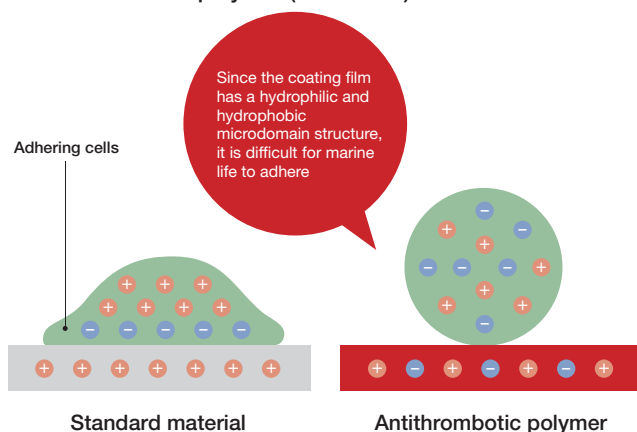 Since the coating film
has a hydrophilic and
hydrophobic
microdomain structure,
it is difficult for marine
life to adhere
Adhering cells
+ + +
+ + + +
− − − − −
+ + + + + + +
−
+ −
+
− − − +
+
+ +
−
+ − + − + − +
Standard material
Antithrombotic polymer